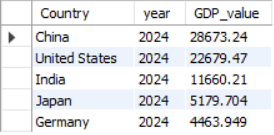 Country year GDP_value
China 2024 28673.24
United States 2024 22679.47
India 2024 11660.21
Japan 2024 5179.704
Germany 2024 4463.949